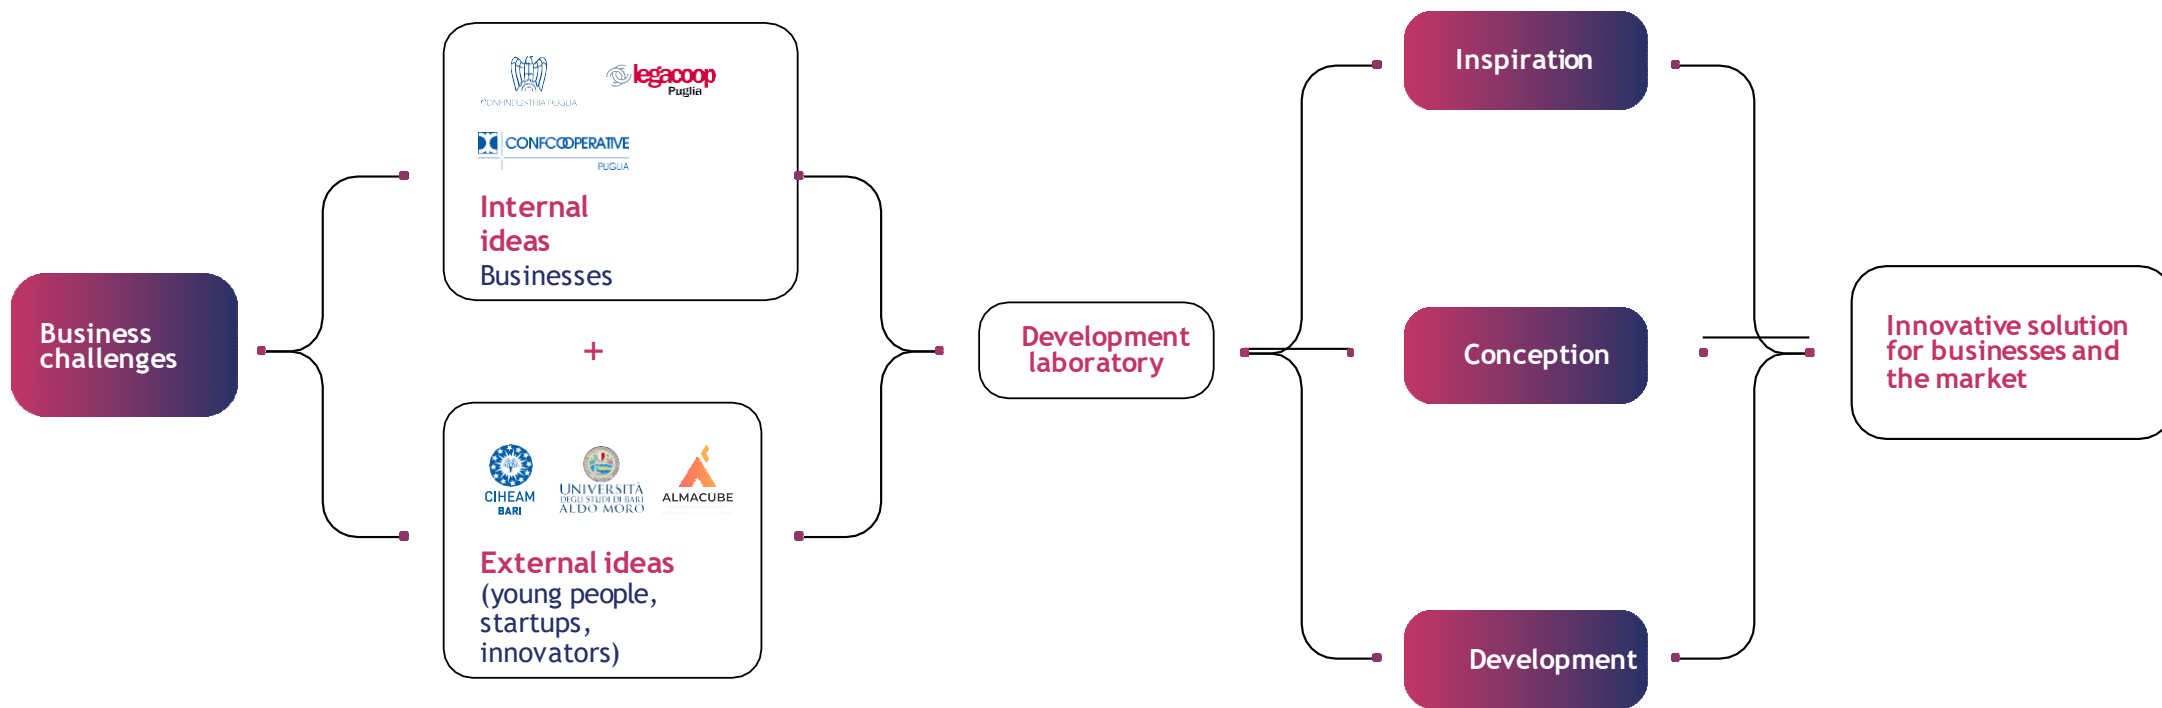 Business
challenges
CONFINDUSTRIA PUGLIA
legacoop
Puglia
CONFCOOPERATIVE
PUGLIA
Internal
ideas
Businesses
+
CIHEAM
BARI
UNIVERSITÀ
DEGLI STUDI DI BARI
ALDO MORO
ALMACUBE
External ideas
(young people,
startups,
innovators)
Development
laboratory
Inspiration
Conception
Development
Innovative solution
for businesses and
the market